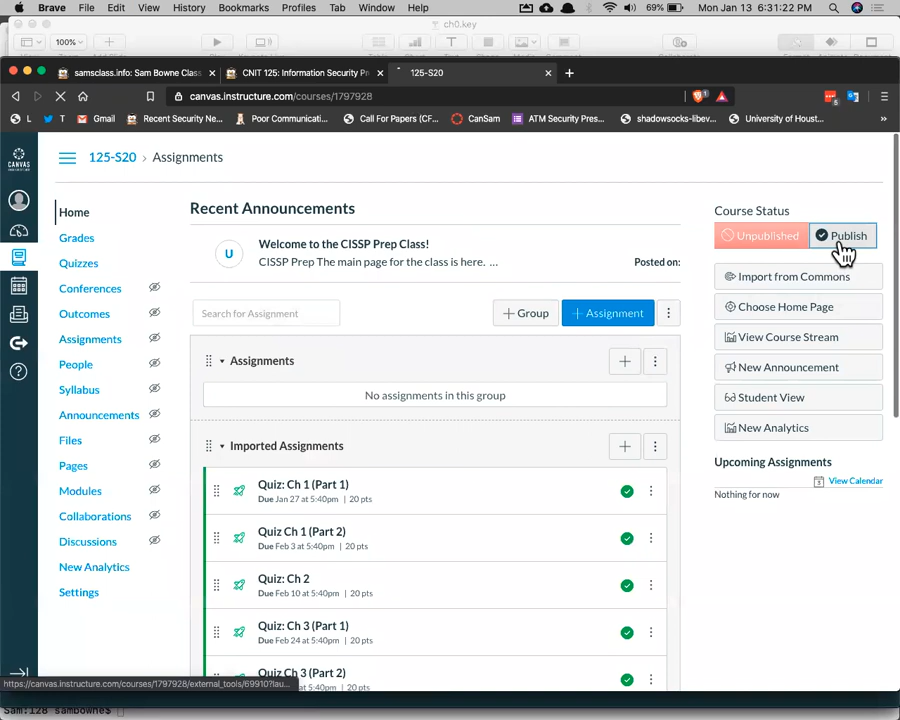 Brave File Edit View History Bookmarks Profiles Tab Window Help 69% Mon Jan 13 6:31:22 PM
ch0.key
100%
samsclass.info: Sam Bowne Class CNIT 125: Information Security Pr 125-S20
canvas.instructure.com/courses/1797928
L T Gmail Recent Security Ne... Poor Communicati... Call For Papers (CF... CanSam ATM Security Pres... shadowsocks-libev... University of Houst... »
CANVAS
125-S20 › Assignments
Home
Grades
Quizzes
Conferences
Outcomes
Assignments
People
Syllabus
Announcements
Files
Pages
Modules
Collaborations
Discussions
New Analytics
Settings
Recent Announcements
U
Welcome to the CISSP Prep Class!
CISSP Prep The main page for the class is here. ...
Posted on:
Search for Assignment
+ Group
+ Assignment
Assignments
No assignments in this group
Imported Assignments
Quiz: Ch 1 (Part 1)
Due Jan 27 at 5:40pm | 20 pts
Quiz Ch 1 (Part 2)
Due Feb 3 at 5:40pm | 20 pts
Quiz: Ch 2
Due Feb 10 at 5:40pm | 20 pts
Quiz: Ch 3 (Part 1)
Due Feb 24 at 5:40pm | 20 pts
Quiz Ch 3 (Part 2)
Course Status
Unpublished
Publish
Import from Commons
Choose Home Page
View Course Stream
New Announcement
Student View
New Analytics
Upcoming Assignments
View Calendar
Nothing for now
https://canvas.instructure.com/courses/1797928/external_tools/69910?lau...
Sam:128 sambowne$